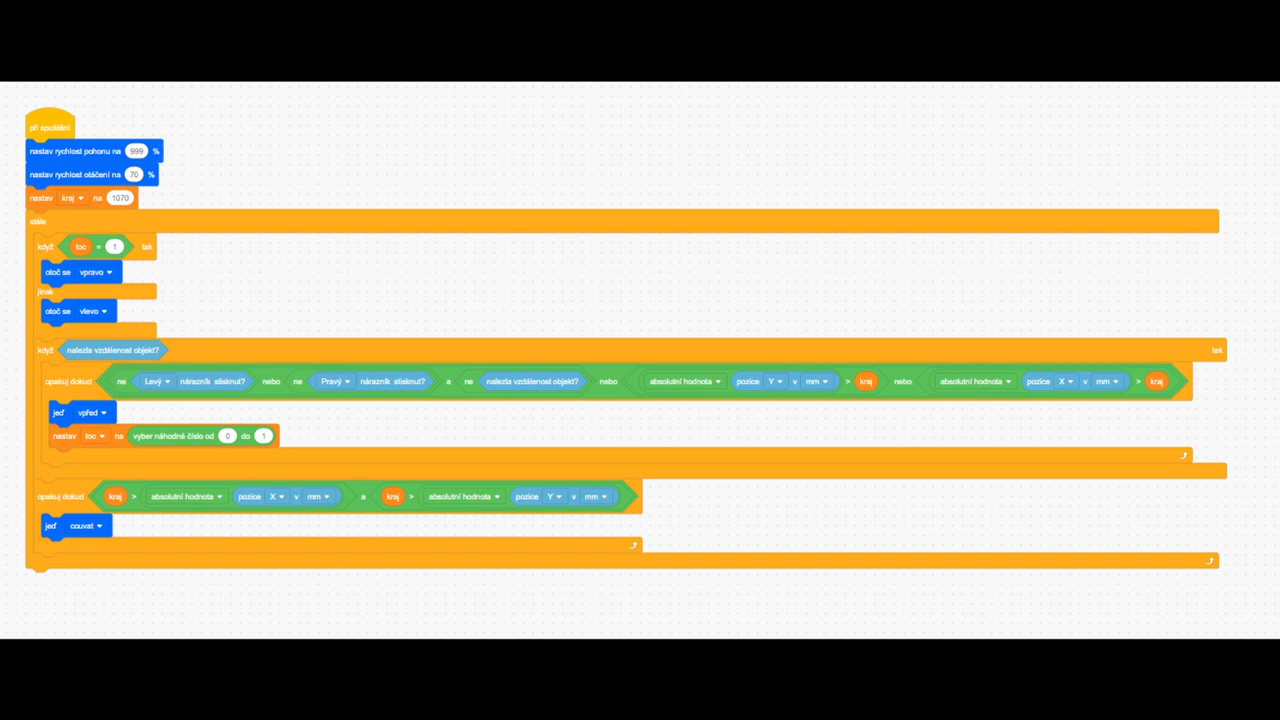 při spuštění
nastav rychlost pohonu na 999 %
nastav rychlost otáčení na 70 %
nastav kraj na 1070
stále
když toc = 1 tak
otoč se vpravo
jinak
otoč se vlevo
když nalezla vzdálenost objekt? tak
opakuj dokud ne Levý nárazník stisknut? nebo ne Pravý nárazník stisknut? a ne nalezla vzdálenost objekt? nebo absolutní hodnota pozice Y v mm > kraj nebo absolutní hodnota pozice X v mm > kraj
jeď vpřed
nastav toc na vyber náhodné číslo od 0 do 1
opakuj dokud kraj > absolutní hodnota pozice X v mm a kraj > absolutní hodnota pozice Y v mm
jeď couvat